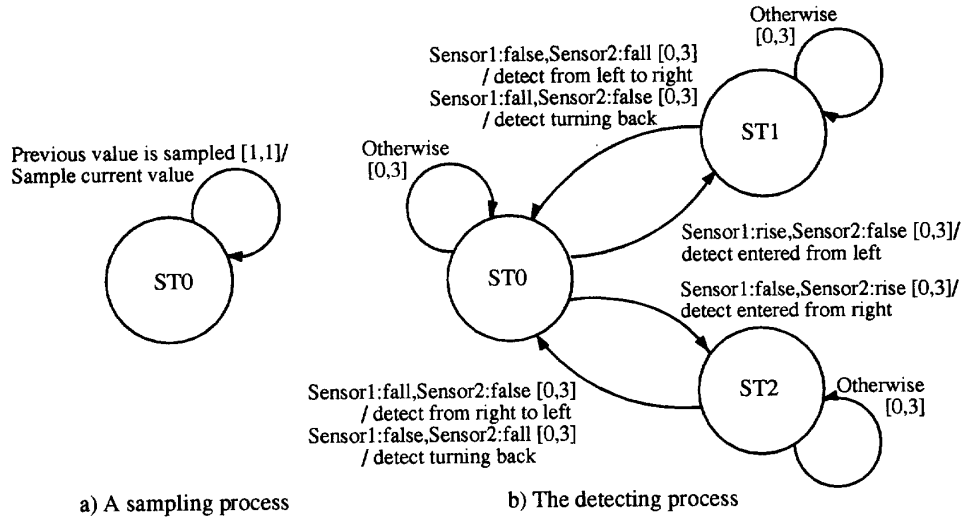 Previous value is sampled [1,1]/
Sample current value
ST0
a) A sampling process
Otherwise
[0,3]
Sensor1:false,Sensor2:fall [0,3]
/ detect from left to right
Sensor1:fall,Sensor2:false [0,3]
/ detect turning back
ST1
Otherwise
[0,3]
ST0
Sensor1:rise,Sensor2:false [0,3]/
detect entered from left
Sensor1:false,Sensor2:rise [0,3]/
detect entered from right
ST2
Otherwise
[0,3]
Sensor1:fall,Sensor2:false [0,3]
/ detect from right to left
Sensor1:false,Sensor2:fall [0,3]
/ detect turning back
b) The detecting process